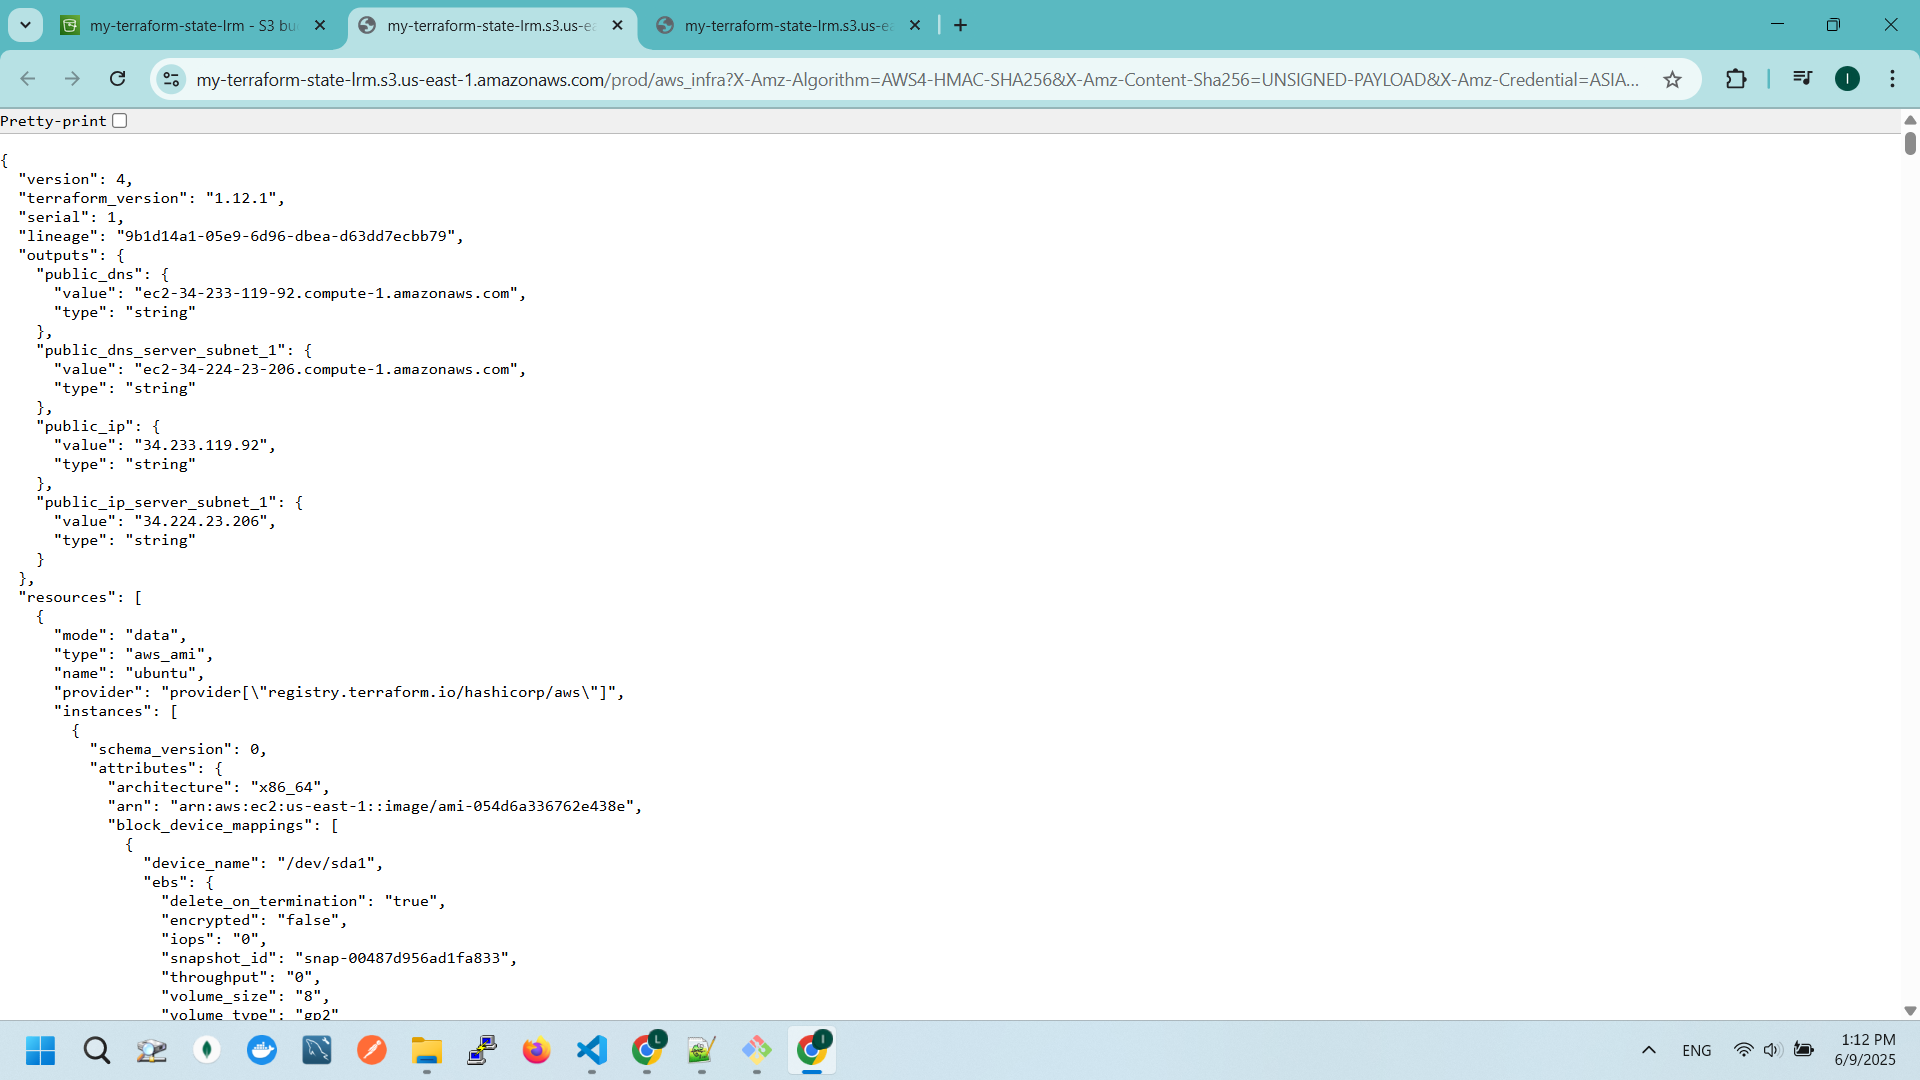 my-terraform-state-lrm - S3 bu
my-terraform-state-lrm.s3.us-ea
my-terraform-state-lrm.s3.us-ea
my-terraform-state-lrm.s3.us-east-1.amazonaws.com/prod/aws_infra?X-Amz-Algorithm=AWS4-HMAC-SHA256&X-Amz-Content-Sha256=UNSIGNED-PAYLOAD&X-Amz-Credential=ASIA...
I
Pretty-print
{
  "version": 4,
  "terraform_version": "1.12.1",
  "serial": 1,
  "lineage": "9b1d14a1-05e9-6d96-dbea-d63dd7ecbb79",
  "outputs": {
    "public_dns": {
      "value": "ec2-34-233-119-92.compute-1.amazonaws.com",
      "type": "string"
    },
    "public_dns_server_subnet_1": {
      "value": "ec2-34-224-23-206.compute-1.amazonaws.com",
      "type": "string"
    },
    "public_ip": {
      "value": "34.233.119.92",
      "type": "string"
    },
    "public_ip_server_subnet_1": {
      "value": "34.224.23.206",
      "type": "string"
    }
  },
  "resources": [
    {
      "mode": "data",
      "type": "aws_ami",
      "name": "ubuntu",
      "provider": "provider[\"registry.terraform.io/hashicorp/aws\"]",
      "instances": [
        {
          "schema_version": 0,
          "attributes": {
            "architecture": "x86_64",
            "arn": "arn:aws:ec2:us-east-1::image/ami-054d6a336762e438e",
            "block_device_mappings": [
              {
                "device_name": "/dev/sda1",
                "ebs": {
                  "delete_on_termination": "true",
                  "encrypted": "false",
                  "iops": "0",
                  "snapshot_id": "snap-00487d956ad1fa833",
                  "throughput": "0",
                  "volume_size": "8",
                  "volume_type": "gp2"
L
I
ENG
1:12 PM
6/9/2025